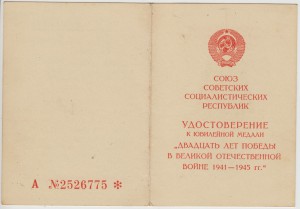 А №2526775 *
СОЮЗ
СОВЕТСКИХ
СОЦИАЛИСТИЧЕСКИХ
РЕСПУБЛИК
УДОСТОВЕРЕНИЕ
К ЮБИЛЕЙНОЙ МЕДАЛИ
„ДВАДЦАТЬ ЛЕТ ПОБЕДЫ
В ВЕЛИКОЙ ОТЕЧЕСТВЕННОЙ
ВОЙНЕ 1941—1945 гг.“